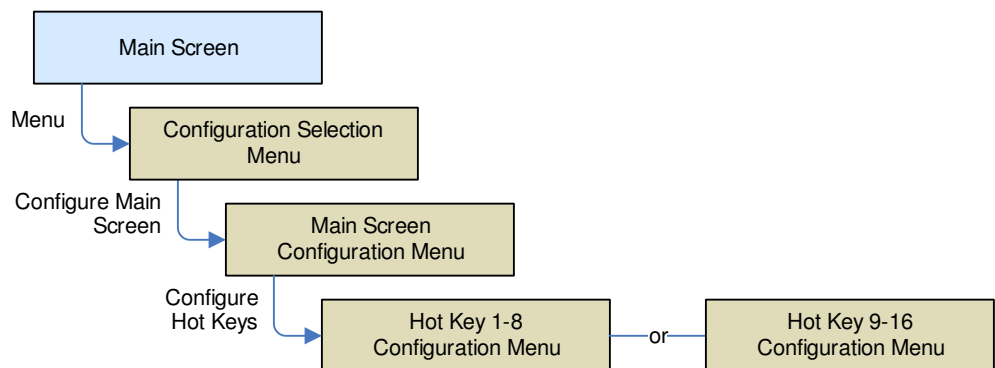 Main Screen
Menu
Configuration Selection
Menu
Configure Main
Screen
Main Screen
Configuration Menu
Configure
Hot Keys
Hot Key 1-8
Configuration Menu
or
Hot Key 9-16
Configuration Menu